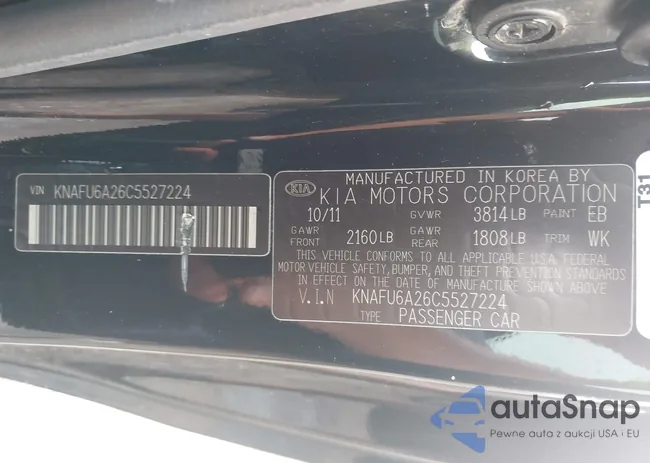 VIN KNAFU6A26C5527224
KIA
MANUFACTURED IN KOREA BY
KIA MOTORS CORPORATION
10/11 GVWR 3814 LB PAINT EB
GAWR FRONT 2160 LB GAWR REAR 1808 LB TRIM WK
THIS VEHICLE CONFORMS TO ALL APPLICABLE U.S.A. FEDERAL
MOTOR VEHICLE SAFETY, BUMPER, AND THEFT PREVENTION STANDARDS
IN EFFECT ON THE DATE OF MANUFACTURE SHOWN ABOVE.
V.I.N KNAFU6A26C5527224
TYPE PASSENGER CAR
T31
autaSnap
Pewne auta z aukcji USA i EU